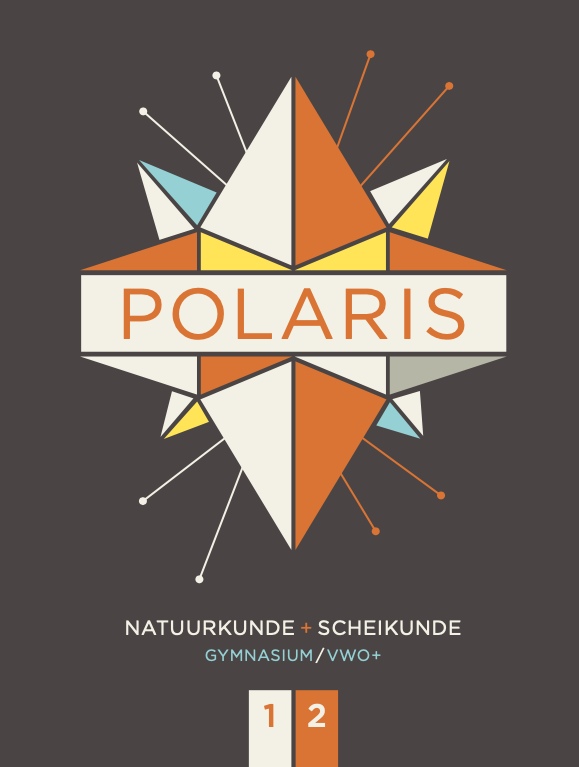 POLARIS
NATUURKUNDE + SCHEIKUNDE
GYMNASIUM/VWO+
1 2